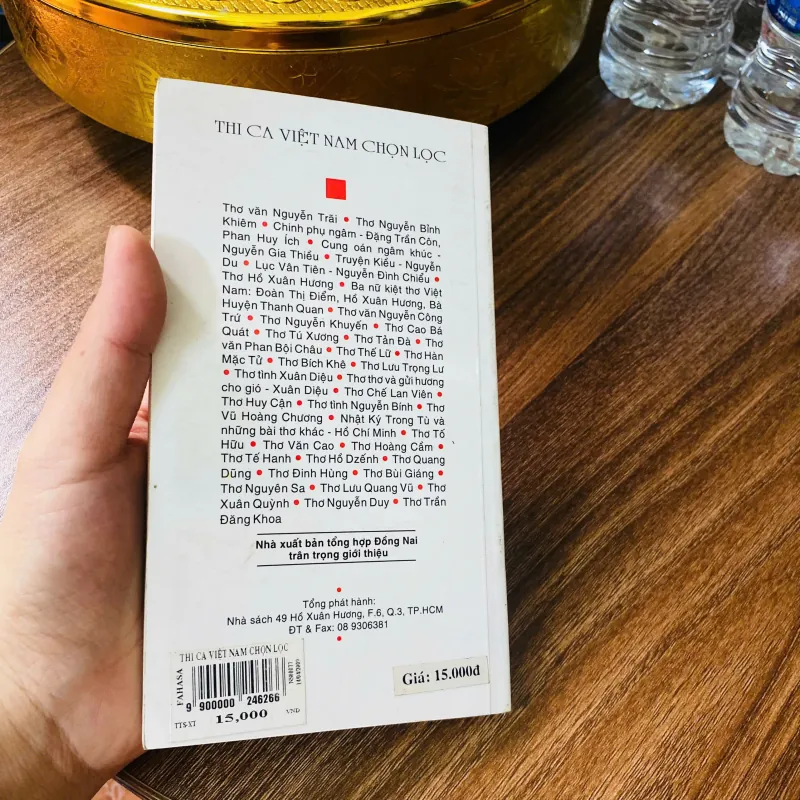 THI CA VIỆT NAM CHỌN LỌC
Thơ văn Nguyễn Trãi • Thơ Nguyễn Bỉnh
Khiêm • Chinh phụ ngâm - Đặng Trần Côn,
Phan Huy Ích • Cung oán ngâm khúc -
Nguyễn Gia Thiều • Truyện Kiều - Nguyễn
Du • Lục Vân Tiên - Nguyễn Đình Chiểu •
Thơ Hồ Xuân Hương • Ba nữ kiệt thơ Việt
Nam: Đoàn Thị Điểm, Hồ Xuân Hương, Bà
Huyện Thanh Quan • Thơ văn Nguyễn Công
Trứ • Thơ Nguyễn Khuyến • Thơ Cao Bá
Quát • Thơ Tú Xương • Thơ Tản Đà • Thơ
văn Phan Bội Châu • Thơ Thế Lữ • Thơ Hàn
Mặc Tử • Thơ Bích Khê • Thơ Lưu Trọng Lư
• Thơ tình Xuân Diệu • Thơ thơ và gửi hương
cho gió - Xuân Diệu • Thơ Chế Lan Viên •
Thơ Huy Cận • Thơ tình Nguyễn Bính • Thơ
Vũ Hoàng Chương • Nhật Ký Trong Tù và
những bài thơ khác - Hồ Chí Minh • Thơ Tố
Hữu • Thơ Văn Cao • Thơ Hoàng Cầm •
Thơ Tế Hanh • Thơ Hồ Dzếnh • Thơ Quang
Dũng • Thơ Đinh Hùng • Thơ Bùi Giáng •
Thơ Nguyên Sa • Thơ Lưu Quang Vũ • Thơ
Xuân Quỳnh • Thơ Nguyễn Duy • Thơ Trần
Đăng Khoa
Nhà xuất bản tổng hợp Đồng Nai
trân trọng giới thiệu
Tổng phát hành:
Nhà sách 49 Hồ Xuân Hương, F.6, Q.3, TP.HCM
ĐT & Fax: 08 9306381
THI CA VIỆT NAM CHỌN LỌC
FAHASA
9 900000 246266
TTS-XT 15,000 VND
Giá: 15.000đ